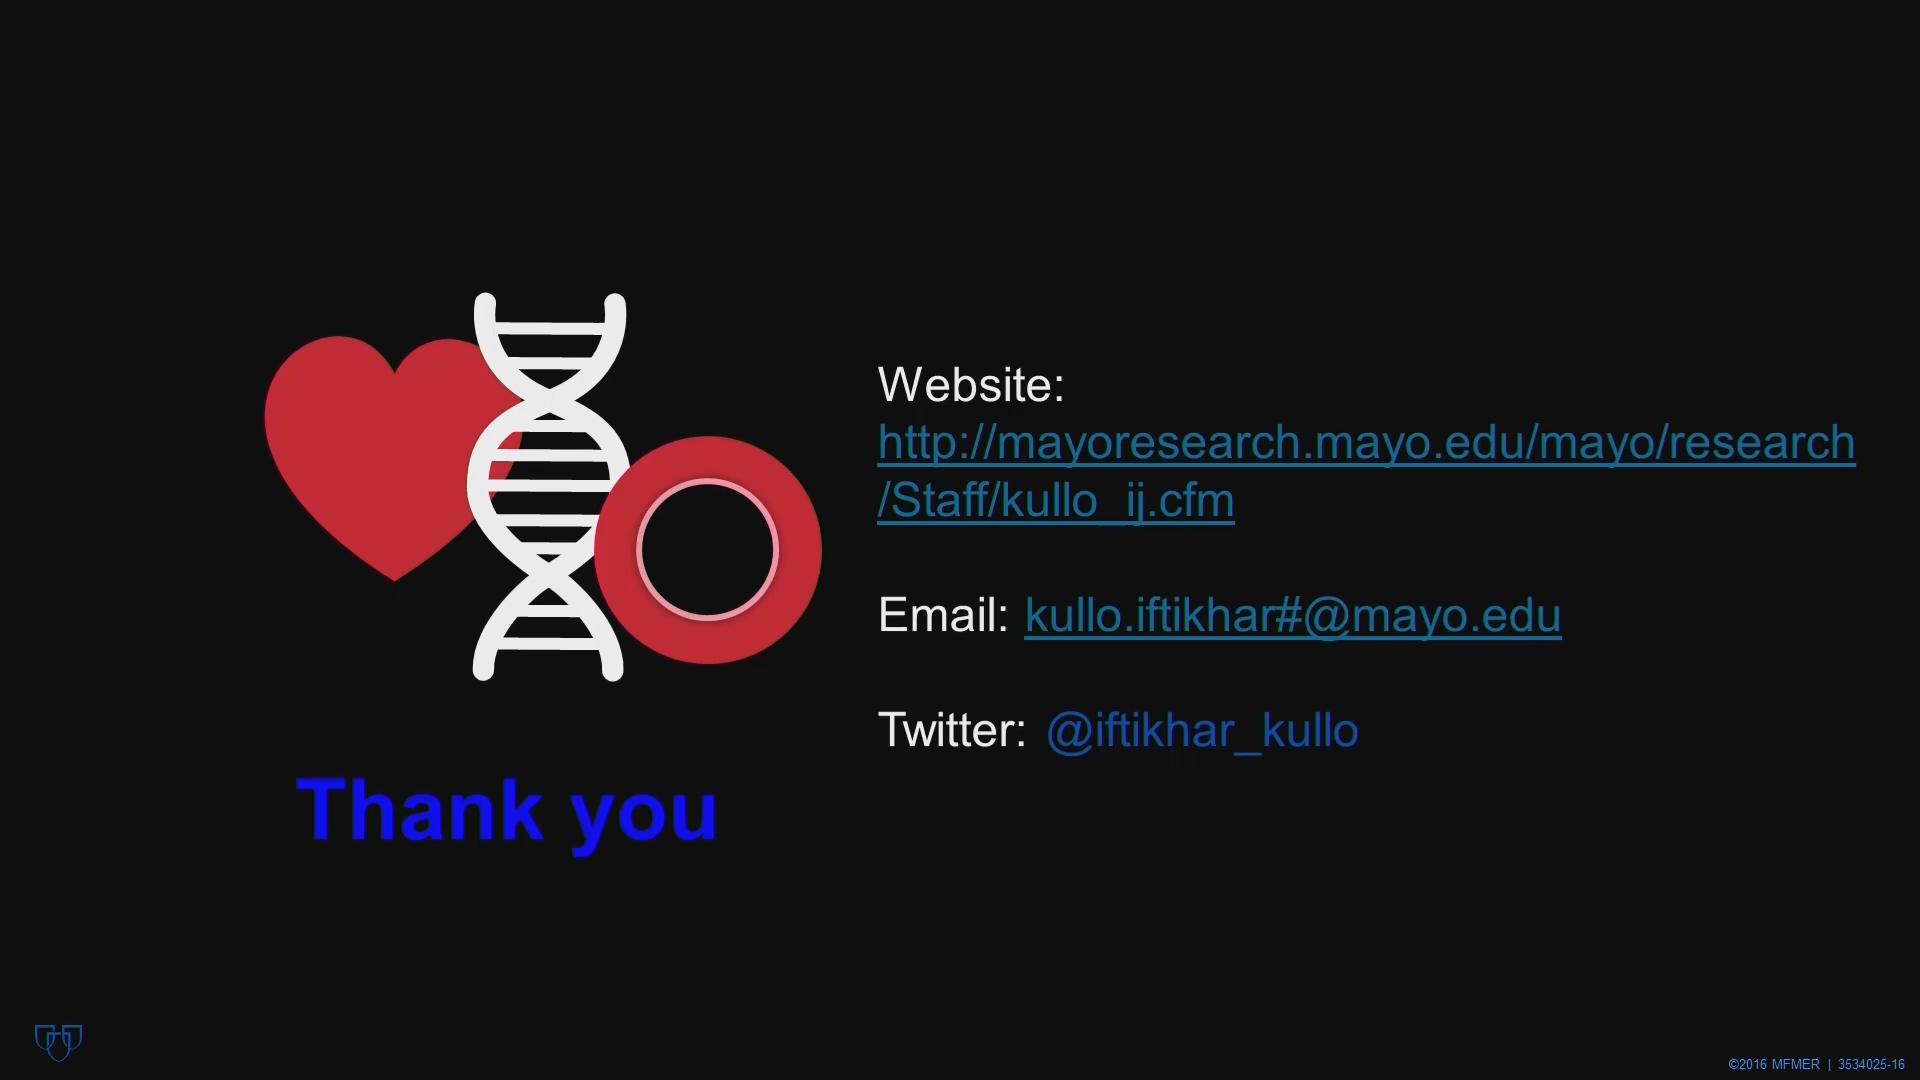 Website:
http://mayoresearch.mayo.edu/mayo/research
/Staff/kullo_ij.cfm
Email: kullo.iftikhar#@mayo.edu
Twitter: @iftikhar_kullo
Thank you
©2016 MFMER | 3534025-16